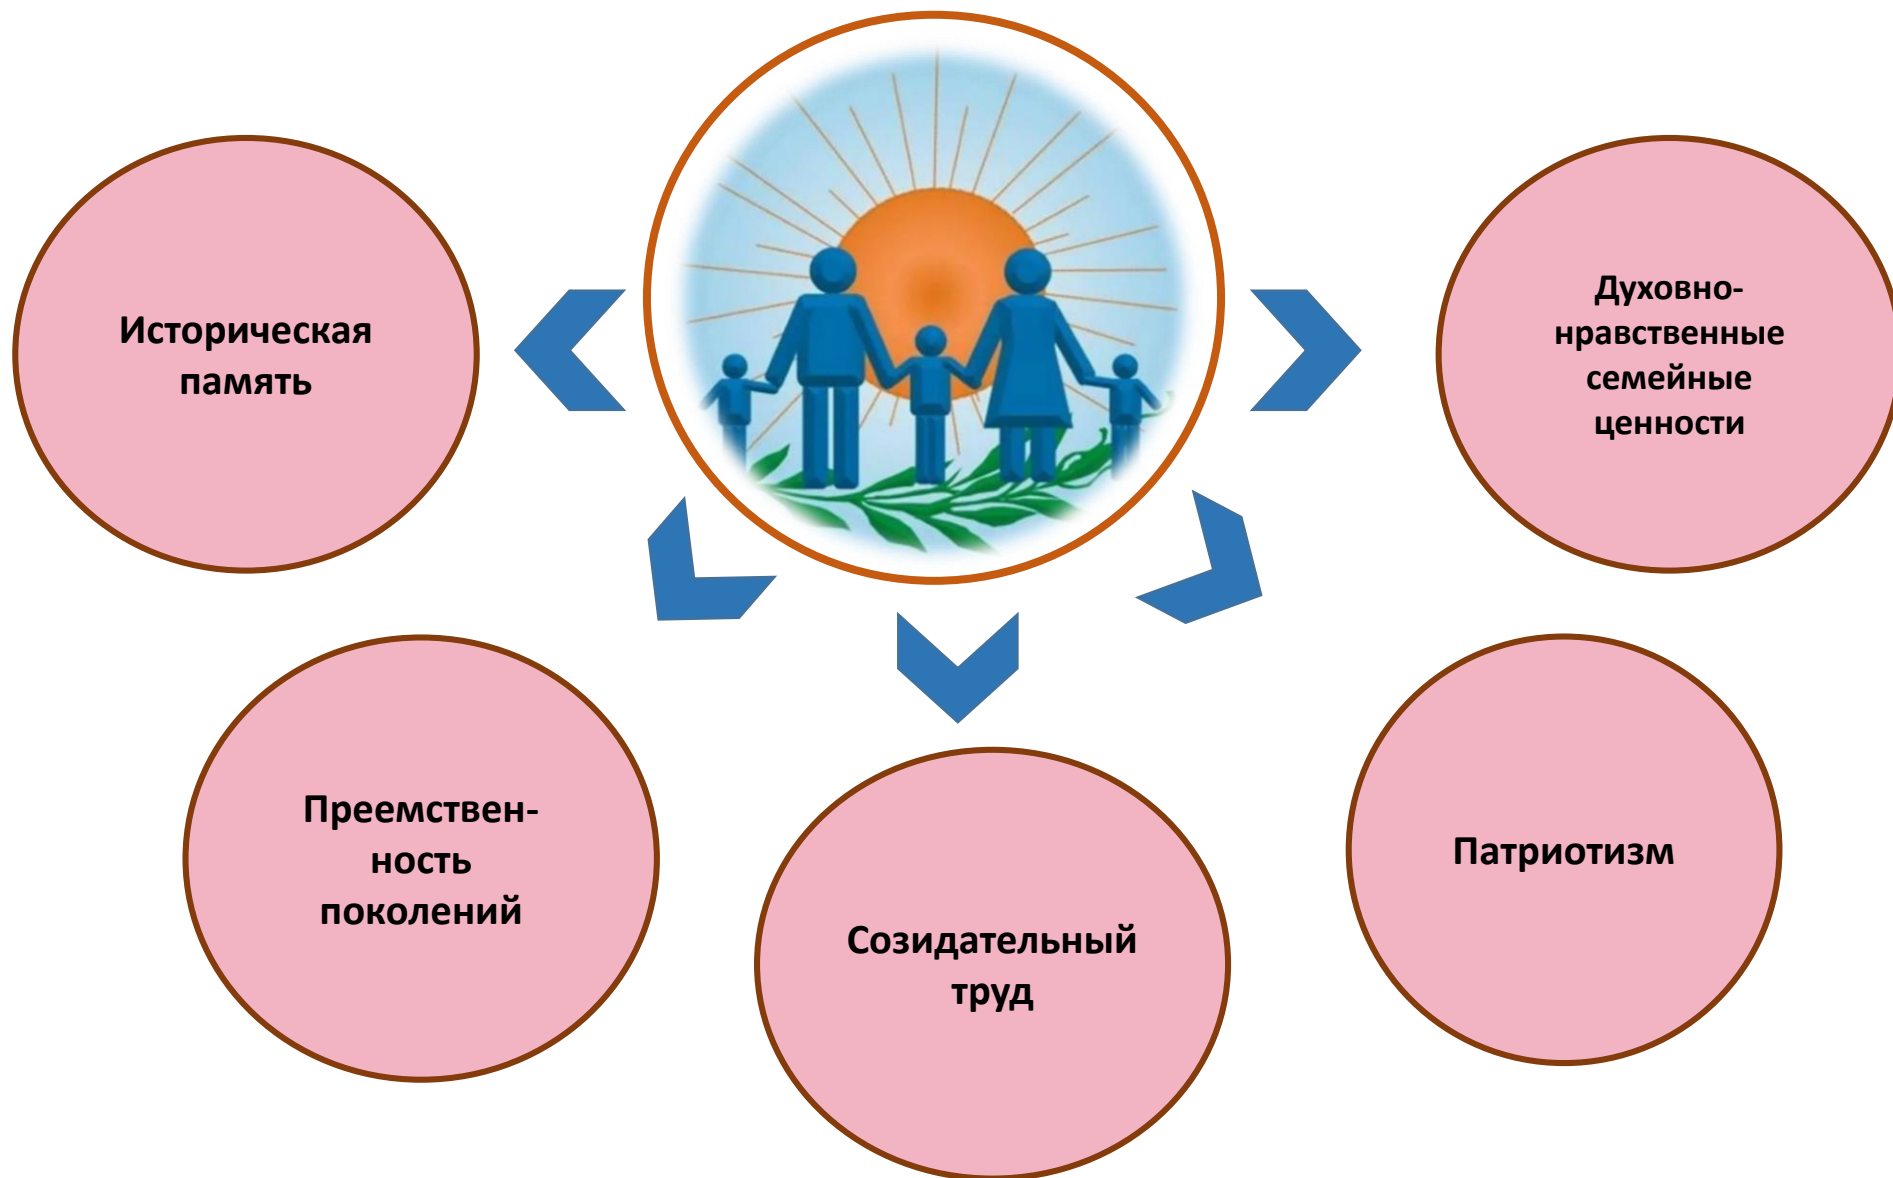 Историческая
память
Духовно-
нравственные
семейные
ценности
Преемствен-
ность
поколений
Созидательный
труд
Патриотизм